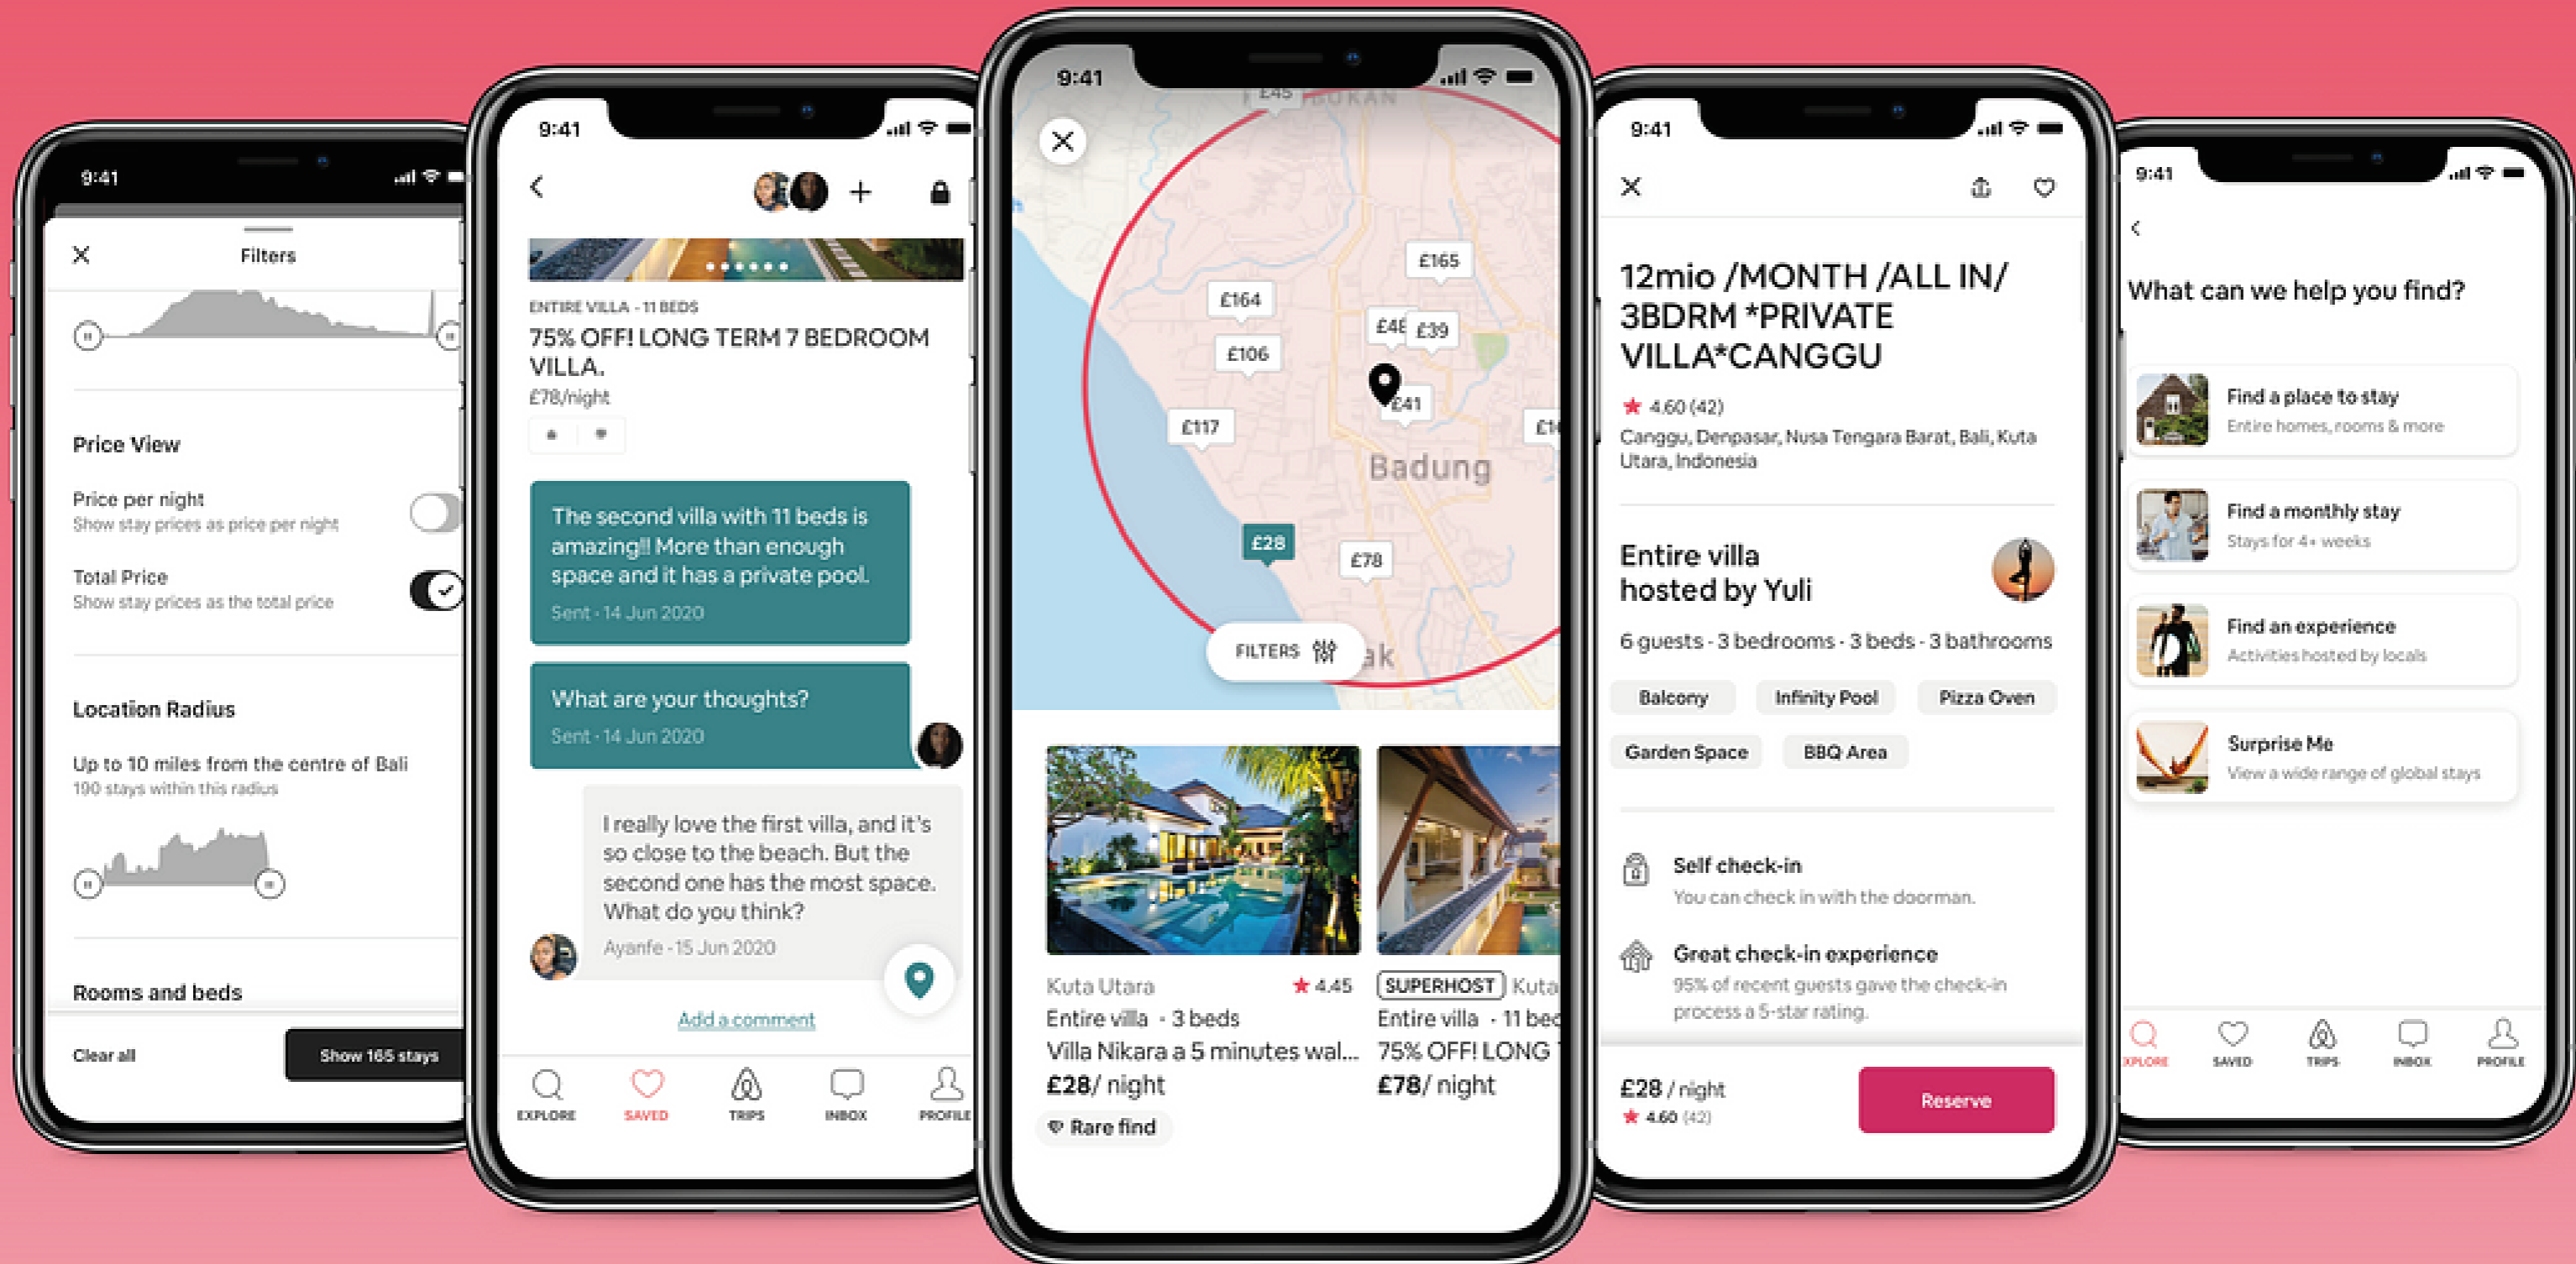 9:41
Filters
Price View
Price per night
Show stay prices as price per night
Total Price
Show stay prices as the total price
Location Radius
Up to 10 miles from the centre of Bali
190 stays within this radius
Rooms and beds
Clear all
Show 165 stays
9:41
ENTIRE VILLA - 11 BEDS
75% OFF! LONG TERM 7 BEDROOM
VILLA.
£78/night
The second villa with 11 beds is
amazing!! More than enough
space and it has a private pool.
Sent - 14 Jun 2020
What are your thoughts?
Sent - 14 Jun 2020
I really love the first villa, and it's
so close to the beach. But the
second one has the most space.
What do you think?
Ayanfe - 15 Jun 2020
Add a comment
EXPLORE
SAVED
TRIPS
INBOX
PROFILE
9:41
£45
£165
£164
£39
£106
£41
£117
Badung
£28
£78
FILTERS
Kuta Utara
4.45
Entire villa - 3 beds
Villa Nikara a 5 minutes wal...
£28/ night
Rare find
SUPERHOST Kuta
Entire villa - 11 bed
75% OFF! LONG
£78/ night
9:41
12mio /MONTH /ALL IN/
3BDRM *PRIVATE
VILLA*CANGGU
4.60 (42)
Canggu, Denpasar, Nusa Tengara Barat, Bali, Kuta
Utara, Indonesia
Entire villa
hosted by Yuli
6 guests - 3 bedrooms - 3 beds - 3 bathrooms
Balcony
Infinity Pool
Pizza Oven
Garden Space
BBQ Area
Self check-in
You can check in with the doorman.
Great check-in experience
95% of recent guests gave the check-in
process a 5-star rating.
£28 / night
4.60 (42)
Reserve
9:41
What can we help you find?
Find a place to stay
Entire homes, rooms & more
Find a monthly stay
Stays for 4+ weeks
Find an experience
Activities hosted by locals
Surprise Me
View a wide range of global stays
XPLORE
SAVED
TRIPS
INBOX
PROFILE